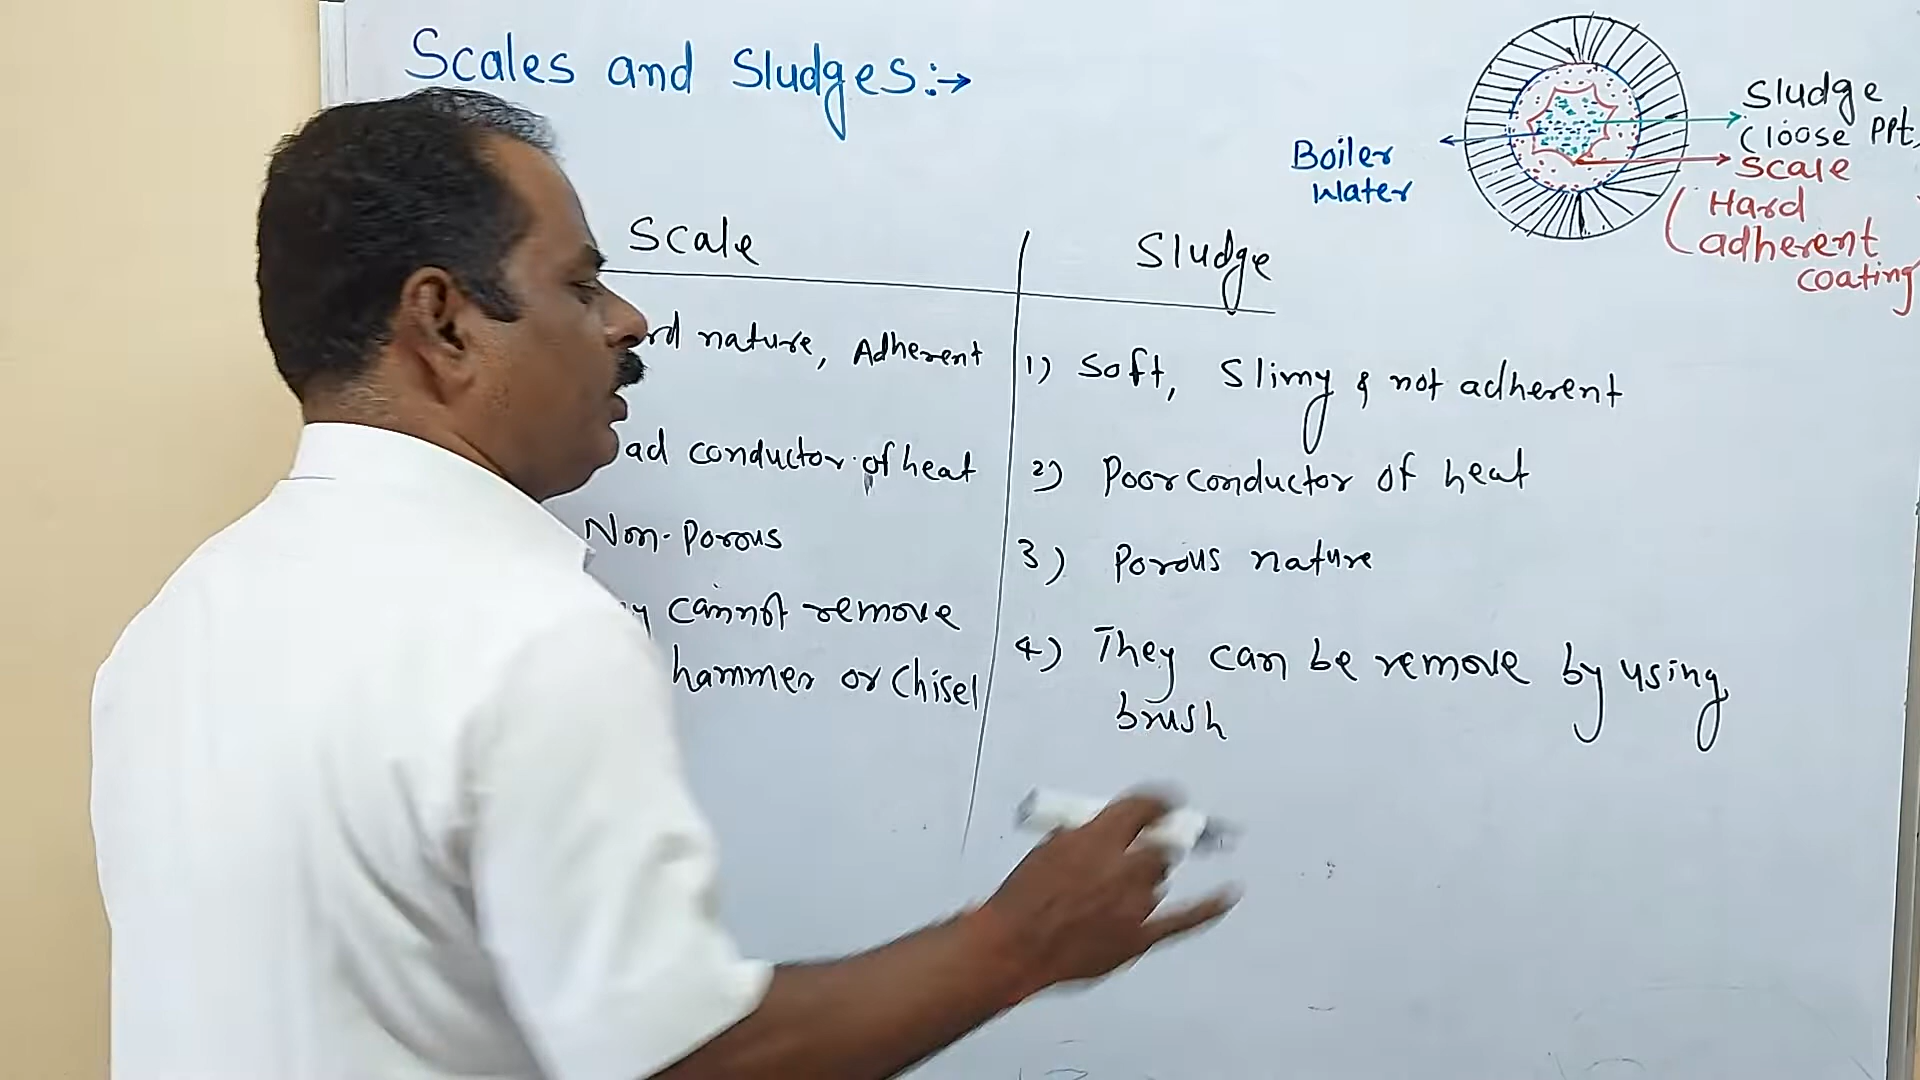 Scales and Sludges:→
Sludge
(loose PPt.
Scale
(Hard
adherent
coating)
Boiler
Water
Scale
nature, Adherent
conductor of heat
Non-Porous
cannot remove
hammer or Chisel
Sludge
1) Soft, Slimy & not adherent
2) Poor conductor of heat
3) Porous nature
4) They can be remove by using
brush